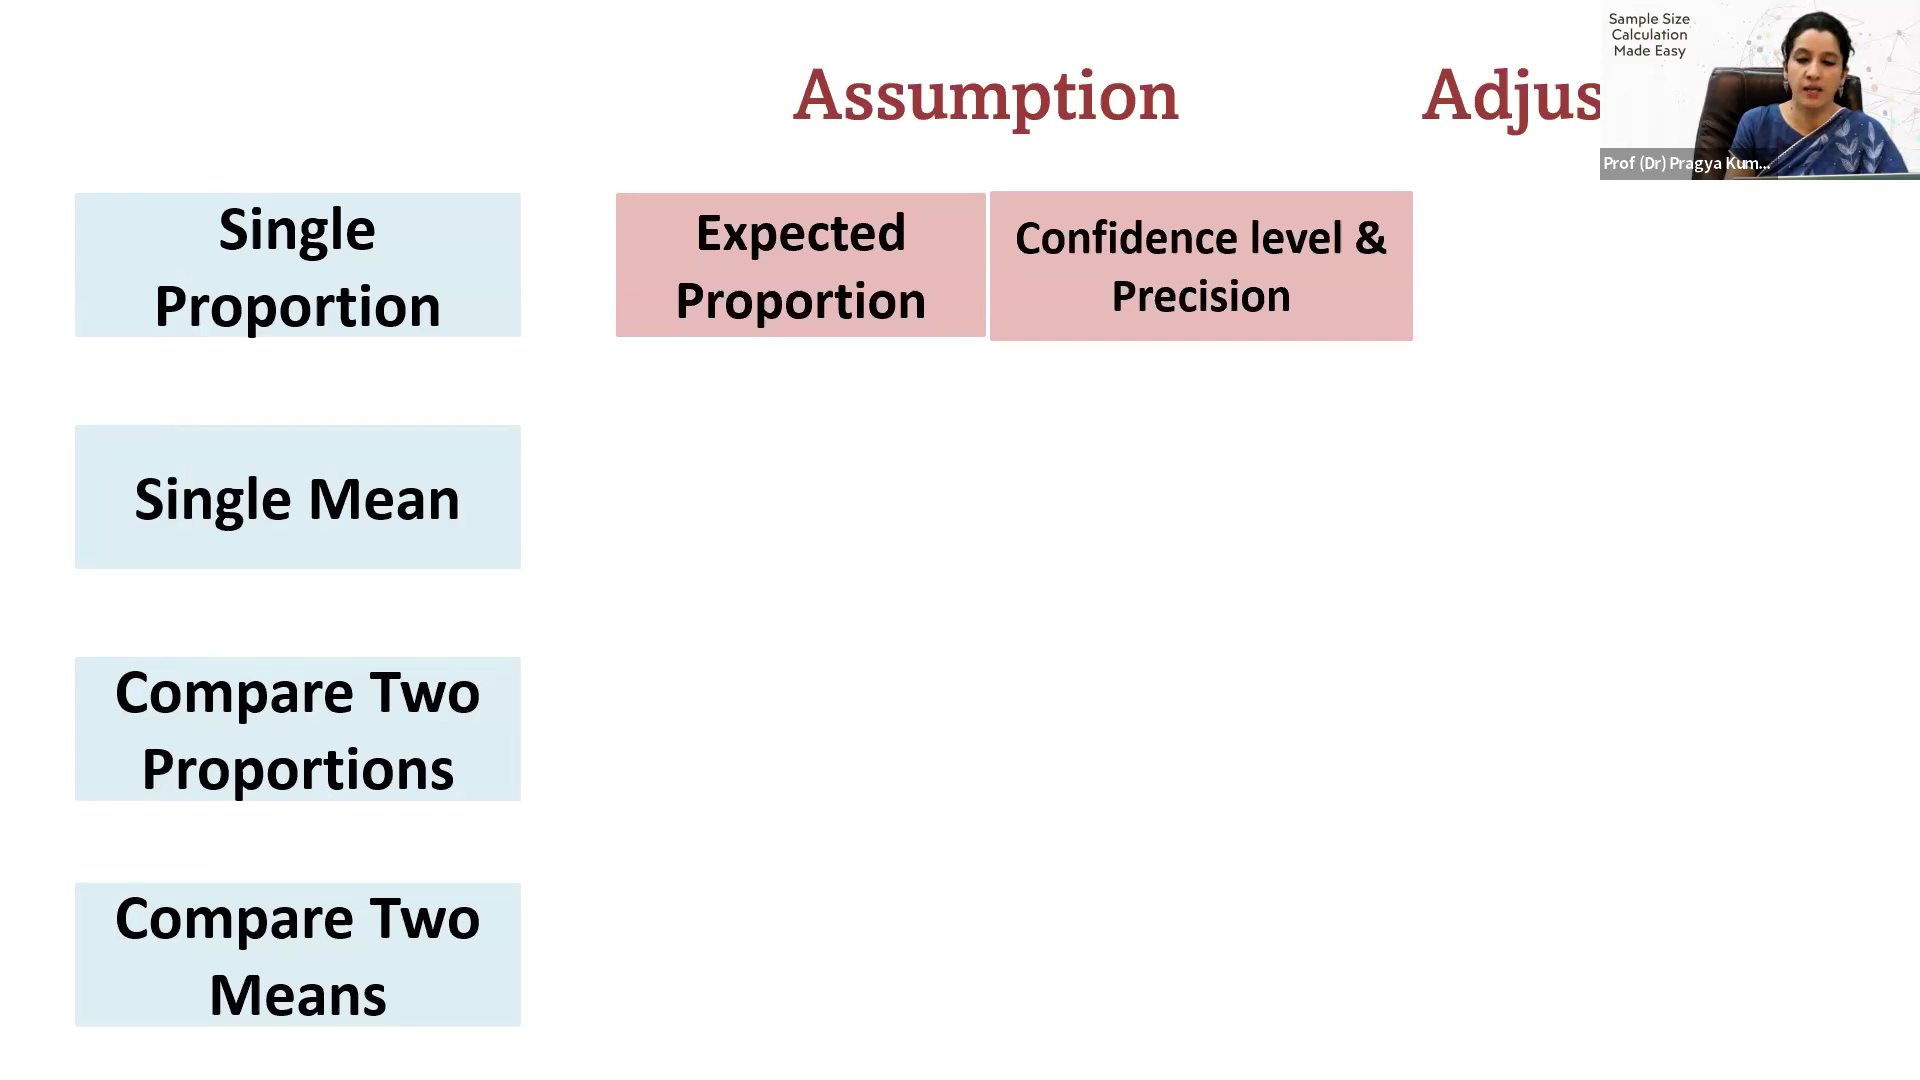 Sample Size
Calculation
Made Easy
Assumption
Adjus
Prof (Dr) Pragya Kum...
Single
Proportion
Expected
Proportion
Confidence level &
Precision
Single Mean
Compare Two
Proportions
Compare Two
Means